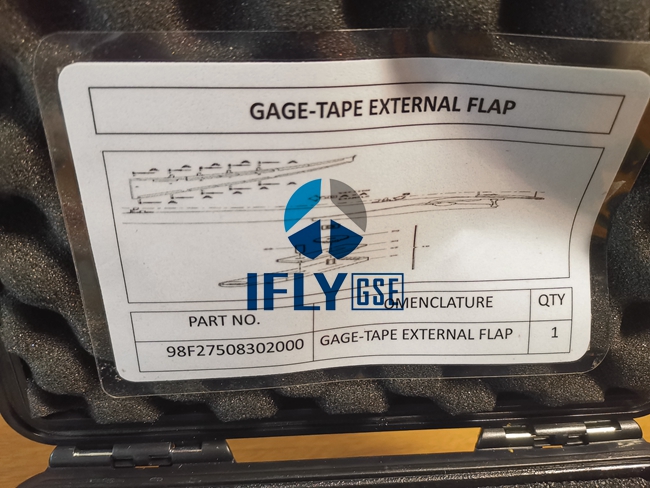 GAGE-TAPE EXTERNAL FLAP
IFLY GSE
PART NO.
OMENCLATURE
QTY
98F27508302000
GAGE-TAPE EXTERNAL FLAP
1